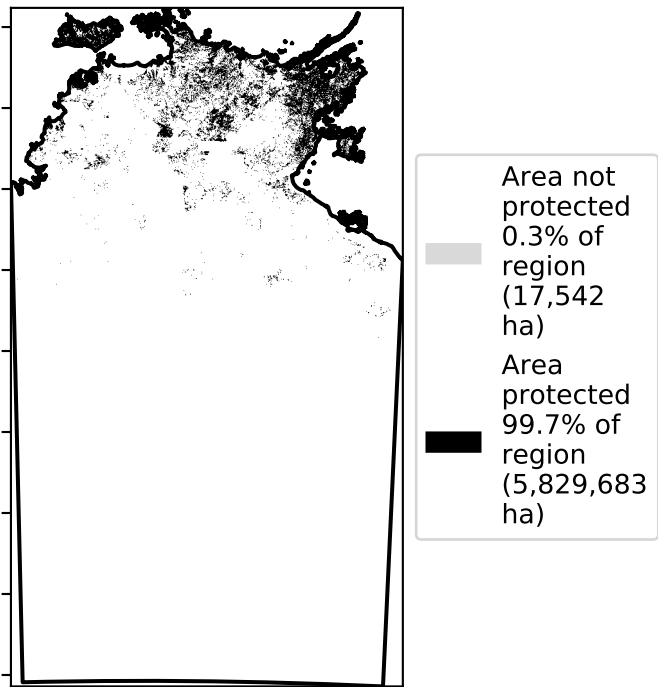 Area not
protected
0.3% of
region
(17,542
ha)
Area
protected
99.7% of
region
(5,829,683
ha)